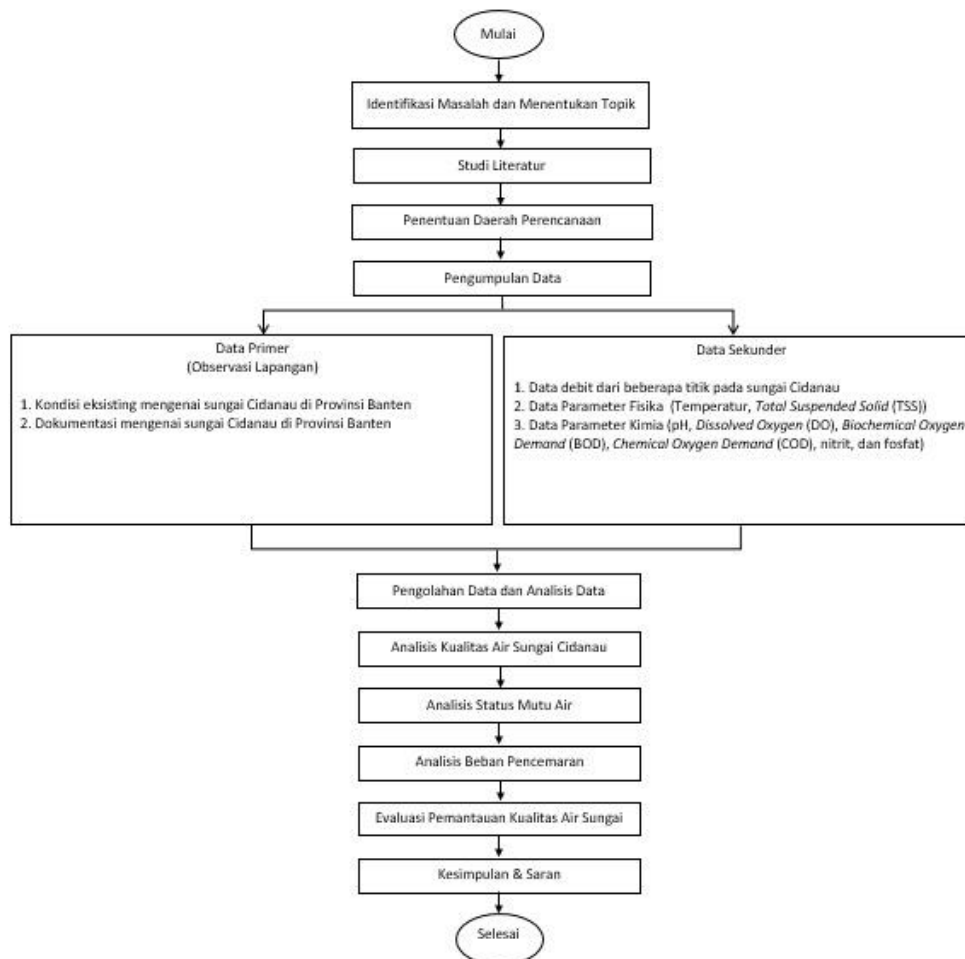 Mulai
Identifikasi Masalah dan Menentukan Topik
Studi Literatur
Penentuan Daerah Perencanaan
Pengumpulan Data
Data Primer
(Observasi Lapangan)
1. Kondisi eksisting mengenai sungai Cidanau di Provinsi Banten
2. Dokumentasi mengenai sungai Cidanau di Provinsi Banten
Data Sekunder
1. Data debit dari beberapa titik pada sungai Cidanau
2. Data Parameter Fisika (Temperatur, Total Suspended Solid (TSS))
3. Data Parameter Kimia (pH, Dissolved Oxygen (DO), Biochemical Oxygen
Demand (BOD), Chemical Oxygen Demand (COD), nitrit, dan fosfat)
Pengolahan Data dan Analisis Data
Analisis Kualitas Air Sungai Cidanau
Analisis Status Mutu Air
Analisis Beban Pencemaran
Evaluasi Pemantauan Kualitas Air Sungai
Kesimpulan & Saran
Selesai